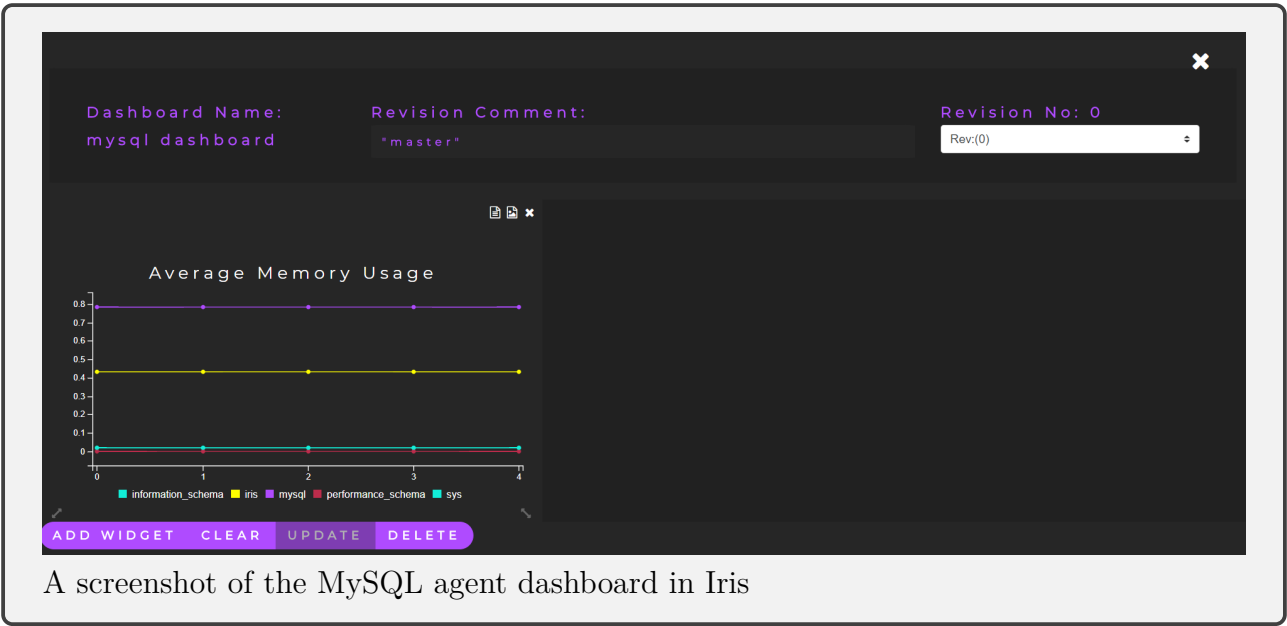 Dashboard Name:
mysql dashboard
Revision Comment:
"master"
Revision No: 0
Rev:(0)
Average Memory Usage
0.8
0.7
0.6
0.5
0.4
0.3
0.2
0.1
0
0 1 2 3 4
information_schema iris mysql performance_schema sys
ADD WIDGET CLEAR UPDATE DELETE
A screenshot of the MySQL agent dashboard in Iris